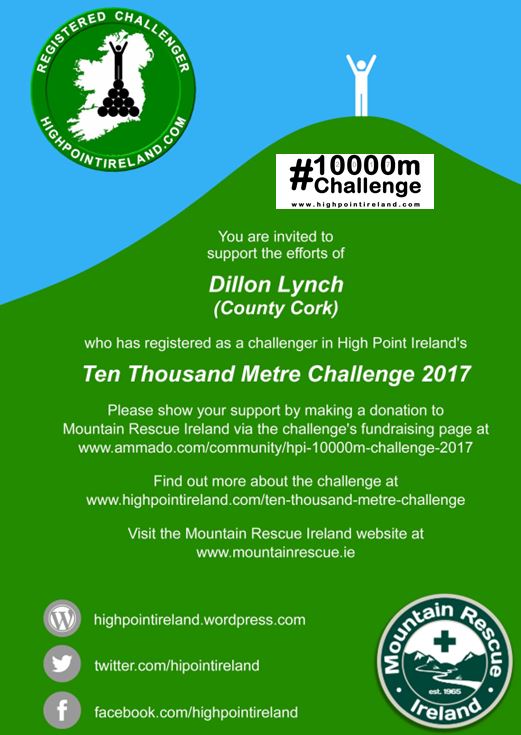 REGISTERED CHALLENGER
HIGHPOINTIRELAND.COM
#10000m
Challenge
www.highpointireland.com
You are invited to
support the efforts of
Dillon Lynch
(County Cork)
who has registered as a challenger in High Point Ireland's
Ten Thousand Metre Challenge 2017
Please show your support by making a donation to
Mountain Rescue Ireland via the challenge's fundraising page at
www.ammado.com/community/hpi-10000m-challenge-2017
Find out more about the challenge at
www.highpointireland.com/ten-thousand-metre-challenge
Visit the Mountain Rescue Ireland website at
www.mountainrescue.ie
highpointireland.wordpress.com
twitter.com/hipointireland
facebook.com/highpointireland
Mountain Rescue
est. 1965
Ireland